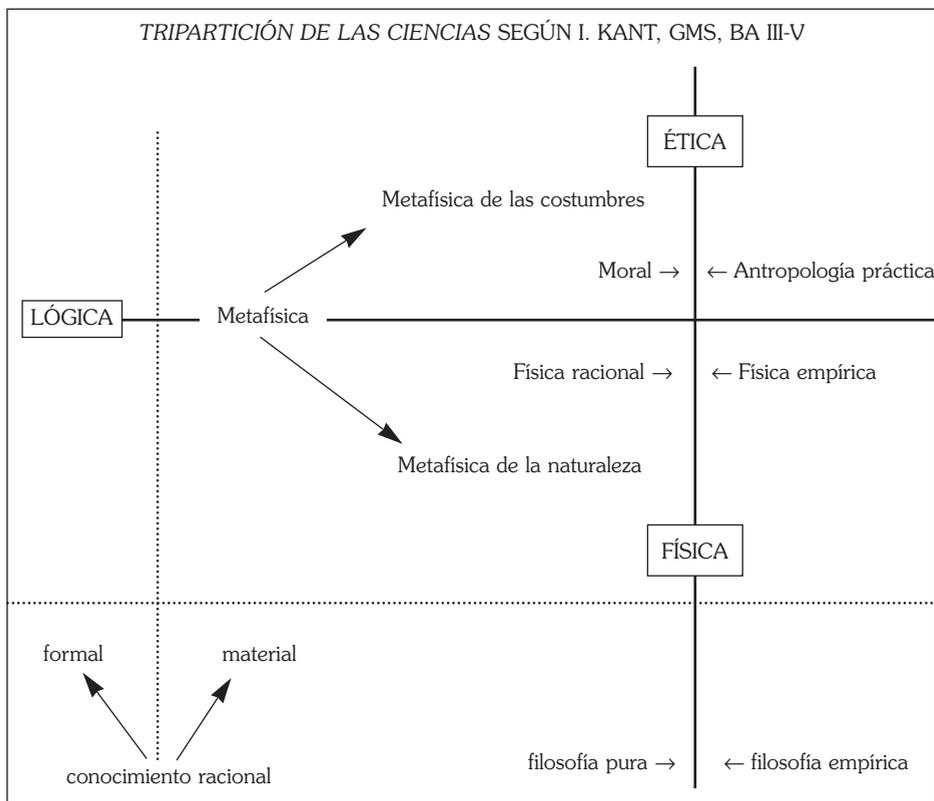 TRIPARTICIÓN DE LAS CIENCIAS SEGÚN I. KANT, GMS, BA III-V
ÉTICA
Metafísica de las costumbres
Moral → ← Antropología práctica
LÓGICA
Metafísica
Física racional → ← Física empírica
Metafísica de la naturaleza
FÍSICA
formal
material
conocimiento racional
filosofía pura → ← filosofía empírica